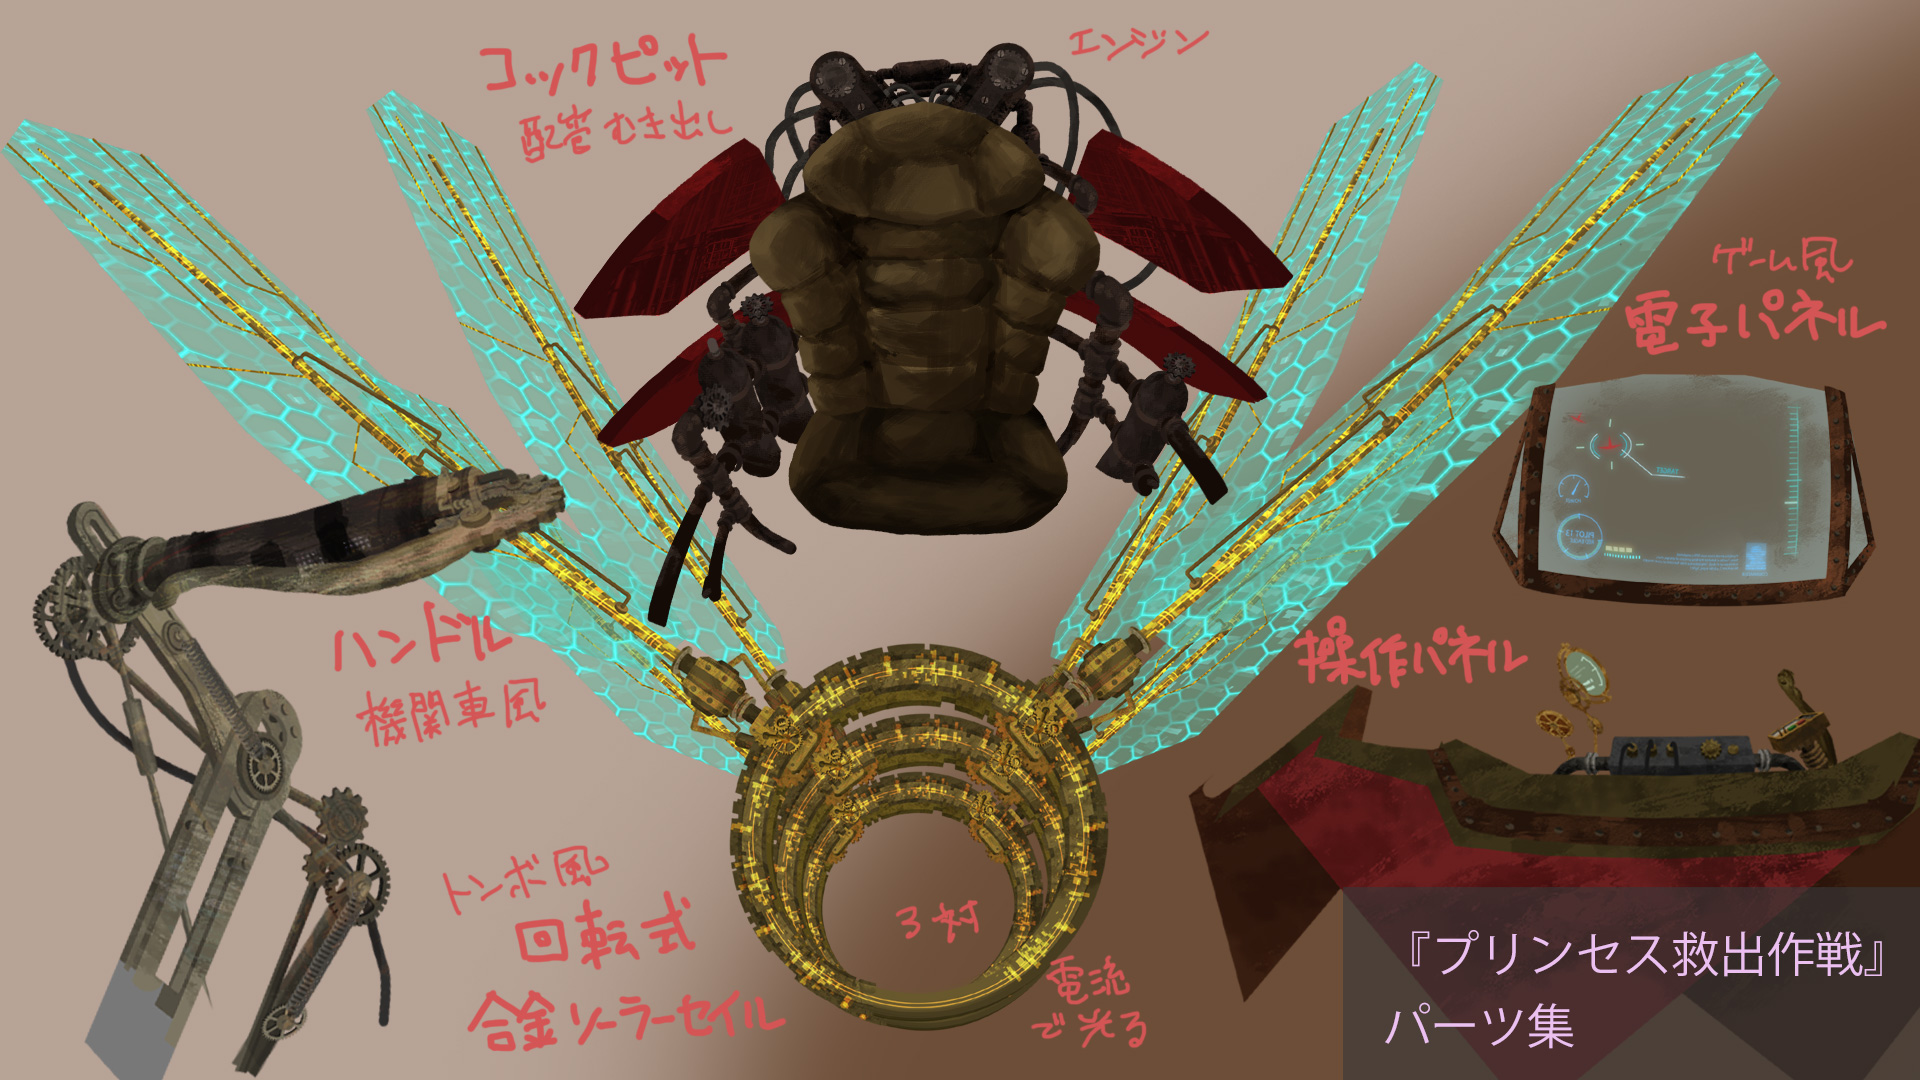 コックピット
配管むき出し
エンジン
ゲーム風
電子パネル
操作パネル
ハンドル
機関車風
トンボ風
回転式
合金ソーラーセイル
3対
電流
で光る
『プリンセス救出作戦』
パーツ集